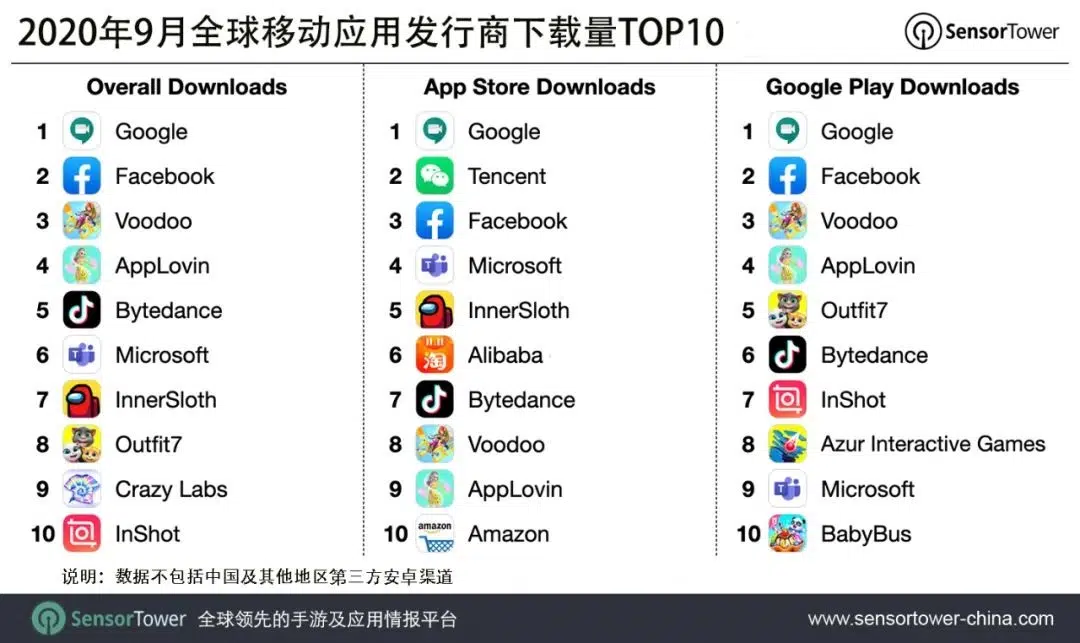 2020年9月全球移动应用发行商下载量TOP10
SensorTower
Overall Downloads
1 Google
2 Facebook
3 Voodoo
4 AppLovin
5 Bytedance
6 Microsoft
7 InnerSloth
8 Outfit7
9 Crazy Labs
10 InShot
App Store Downloads
1 Google
2 Tencent
3 Facebook
4 Microsoft
5 InnerSloth
6 11.11 淘 Alibaba
7 Bytedance
8 Voodoo
9 AppLovin
10 amazon Amazon
Google Play Downloads
1 Google
2 Facebook
3 Voodoo
4 AppLovin
5 Outfit7
6 Bytedance
7 InShot
8 Azur Interactive Games
9 Microsoft
10 BabyBus
说明：数据不包括中国及其他地区第三方安卓渠道
SensorTower 全球领先的手游及应用情报平台
www.sensortower-china.com